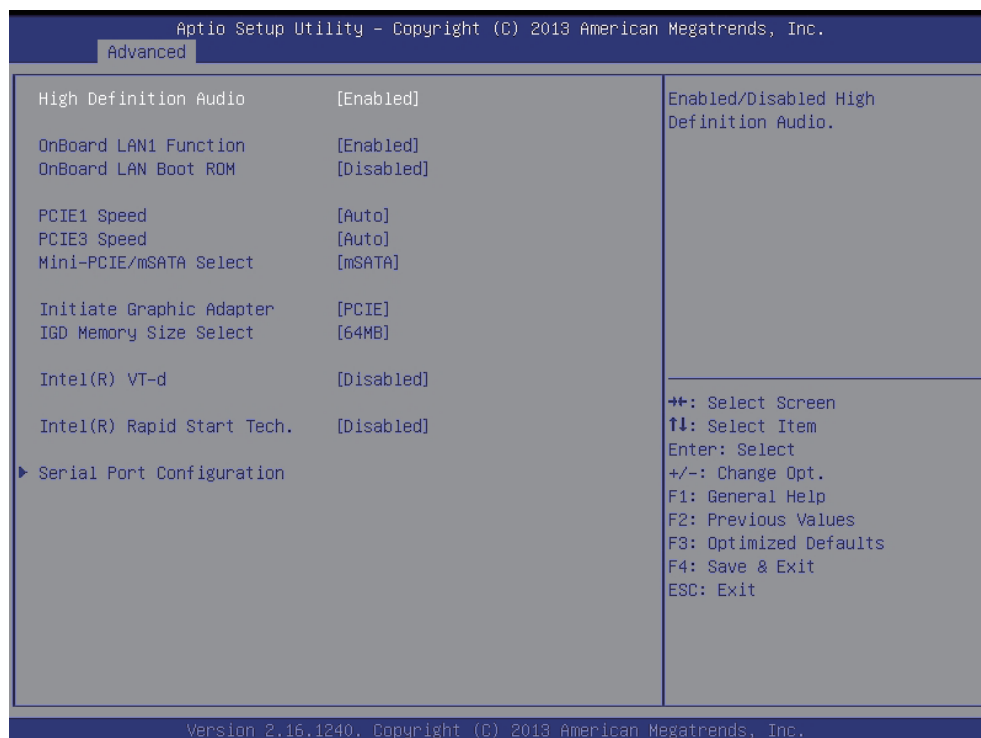 Aptio Setup Utility – Copyright (C) 2013 American Megatrends, Inc.
Advanced
High Definition Audio [Enabled]
OnBoard LAN1 Function [Enabled]
OnBoard LAN Boot ROM [Disabled]
PCIE1 Speed [Auto]
PCIE3 Speed [Auto]
Mini-PCIE/mSATA Select [mSATA]
Initiate Graphic Adapter [PCIE]
IGD Memory Size Select [64MB]
Intel(R) VT-d [Disabled]
Intel(R) Rapid Start Tech. [Disabled]
▶ Serial Port Configuration
Enabled/Disabled High
Definition Audio.
→←: Select Screen
↑↓: Select Item
Enter: Select
+/-: Change Opt.
F1: General Help
F2: Previous Values
F3: Optimized Defaults
F4: Save & Exit
ESC: Exit
Version 2.16.1240. Copyright (C) 2013 American Megatrends, Inc.